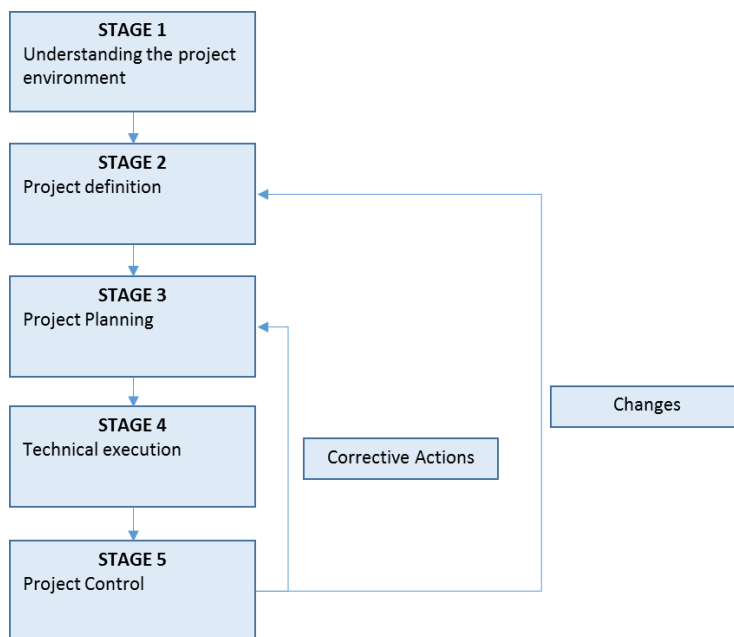 STAGE 1
Understanding the project
environment
STAGE 2
Project definition
STAGE 3
Project Planning
Changes
STAGE 4
Technical execution
Corrective Actions
STAGE 5
Project Control